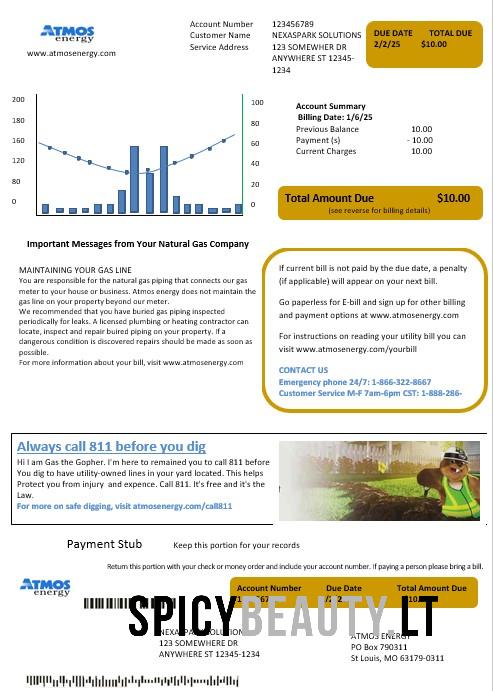 ATMOS
energy
www.atmosenergy.com
Account Number 123456789
Customer Name NEXASPARK SOLUTIONS
Service Address 123 SOMEWHER DR
ANYWHERE ST 12345-
1234
DUE DATE TOTAL DUE
2/2/25 $10.00
200 100
160 80
120 60
80 40
20
0 0
Account Summary
Billing Date: 1/6/25
Previous Balance 10.00
Payment (s) - 10.00
Current Charges 10.00
Total Amount Due $10.00
(see reverse for billing details)
Important Messages from Your Natural Gas Company
MAINTAINING YOUR GAS LINE
You are responsible for the natural gas piping that connects our gas
meter to your house or business. Atmos energy does not maintain the
gas line on your property beyond our meter.
We recommended that you have buried gas piping inspected
periodically for leaks. A licensed plumbing or heating contractor can
locate, inspect and repair buired piping on your property. If a
dangerous condition is discovered repairs should be made as soon as
possible.
For more information about your bill, visit www.atmosenergy.com
If current bill is not paid by the due date, a penalty
(if applicable) will appear on your next bill.
Go paperless for E-bill and sign up for other billing
and payment options at www.atmosenergy.com
For instructions on reading your utility bill you can
visit www.atmosenergy.com/yourbill
CONTACT US
Emergency phone 24/7: 1-866-322-8667
Customer Service M-F 7am-6pm CST: 1-888-286-
Always call 811 before you dig
Hi I am Gas the Gopher. I'm here to remained you to call 811 before
You dig to have utility-owned lines in your yard located. This helps
Protect you from injury and expence. Call 811. It's free and it's the
Law.
For more on safe digging, visit atmosenergy.com/call811
Payment Stub Keep this portion for your records
Return this portion with your check or money order and include your account number. If paying a person please bring a bill.
ATMOS
energy
Account Number Due Date Total Amount Due
SPICYBEAUTY.LT
NEXASPARK SOLUTION
123 SOMEWHERE DR
ANYWHERE ST 12345-1234
ATMOS ENERGY
PO Box 790311
St Louis, MO 63179-0311